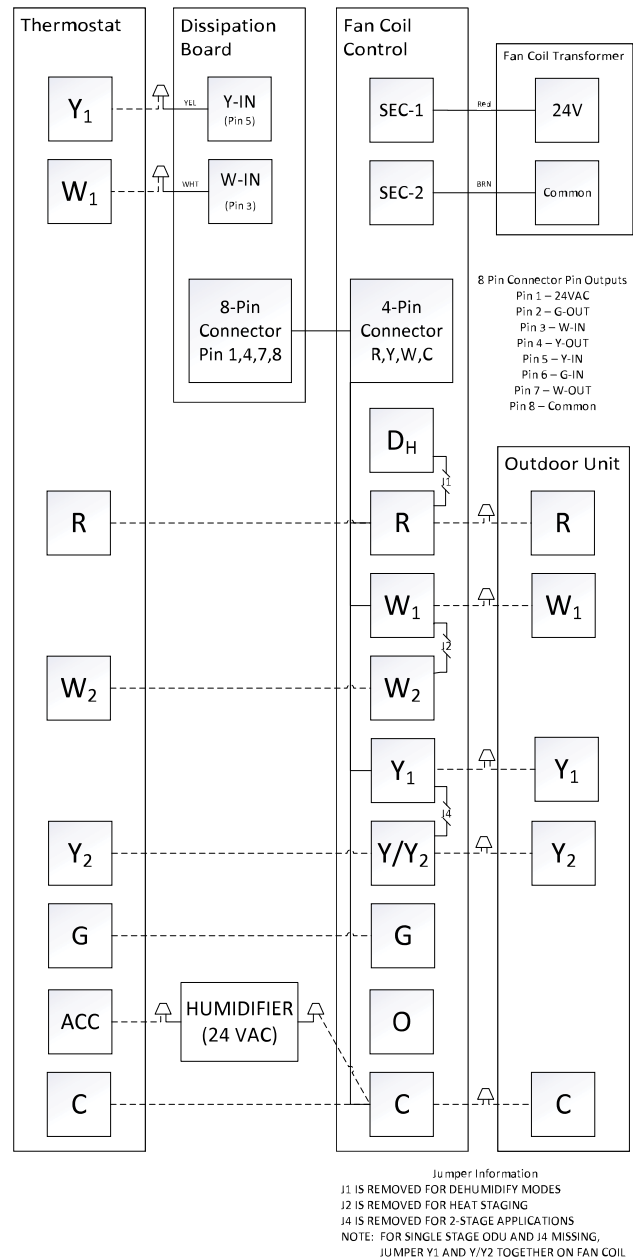 Thermostat
Dissipation
Board
Fan Coil
Control
Fan Coil Transformer
Y1
YEL
Y-IN
(Pin 5)
SEC-1
Red
24V
W1
WHT
W-IN
(Pin 3)
SEC-2
BRN
Common
8-Pin
Connector
Pin 1,4,7,8
4-Pin
Connector
R,Y,W,C
8 Pin Connector Pin Outputs
Pin 1 – 24VAC
Pin 2 – G-OUT
Pin 3 – W-IN
Pin 4 – Y-OUT
Pin 5 – Y-IN
Pin 6 – G-IN
Pin 7 – W-OUT
Pin 8 – Common
DH
J1
Outdoor Unit
R
R
R
W1
W1
J2
W2
W2
Y1
Y1
J4
Y2
Y/Y2
Y2
G
G
ACC
HUMIDIFIER
(24 VAC)
O
C
C
C
Jumper Information
J1 IS REMOVED FOR DEHUMIDIFY MODES
J2 IS REMOVED FOR HEAT STAGING
J4 IS REMOVED FOR 2-STAGE APPLICATIONS
NOTE: FOR SINGLE STAGE ODU AND J4 MISSING,
JUMPER Y1 AND Y/Y2 TOGETHER ON FAN COIL